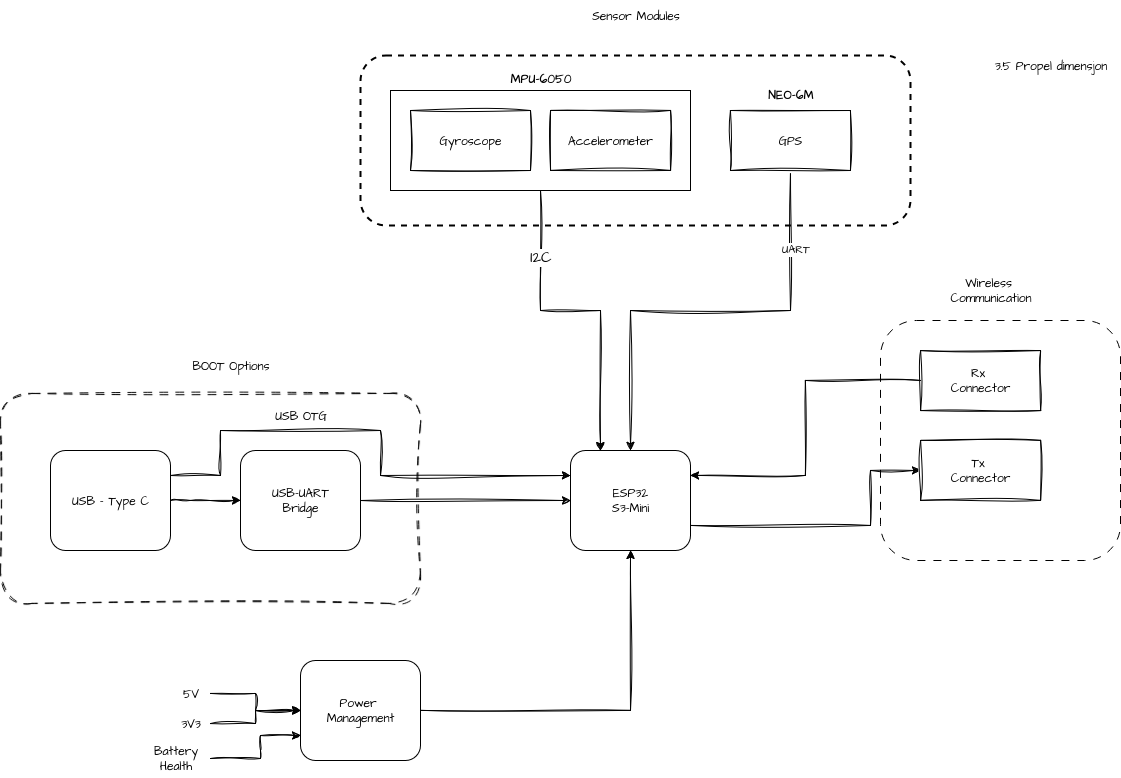 Sensor Modules
3.5 Propel dimension
MPU-6050
NEO-6M
Gyroscope
Accelerometer
GPS
I2C
UART
Wireless
Communication
Rx
Connector
Tx
Connector
BOOT Options
USB OTG
USB - Type C
USB-UART
Bridge
ESP32
S3-Mini
5V
3V3
Battery
Health
Power
Management